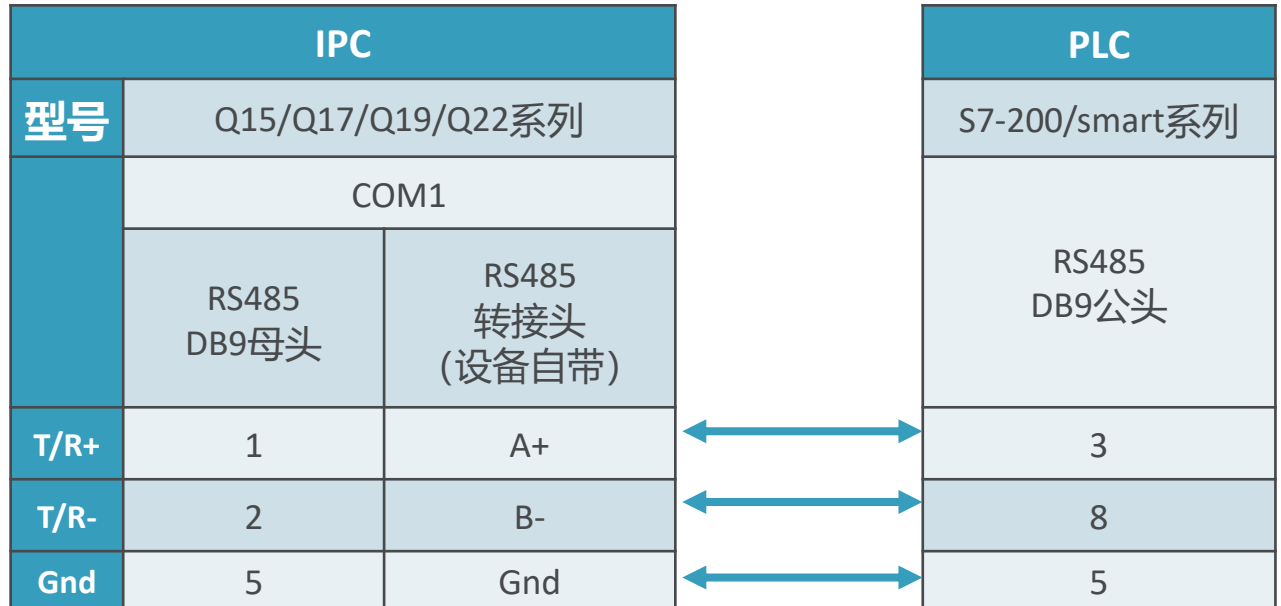 IPC
PLC
型号
Q15/Q17/Q19/Q22系列
S7-200/smart系列
COM1
RS485
DB9母头
RS485
转接头
（设备自带）
RS485
DB9公头
T/R+
1
A+
3
T/R-
2
B-
8
Gnd
5
Gnd
5